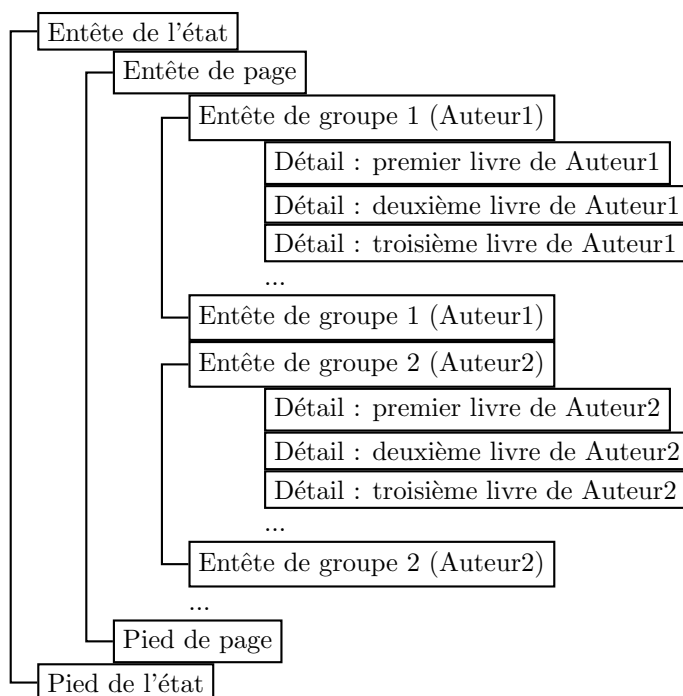 Entête de l'état
Entête de page
Entête de groupe 1 (Auteur1)
Détail : premier livre de Auteur1
Détail : deuxième livre de Auteur1
Détail : troisième livre de Auteur1
...
Entête de groupe 1 (Auteur1)
Entête de groupe 2 (Auteur2)
Détail : premier livre de Auteur2
Détail : deuxième livre de Auteur2
Détail : troisième livre de Auteur2
...
Entête de groupe 2 (Auteur2)
...
Pied de page
Pied de l'état